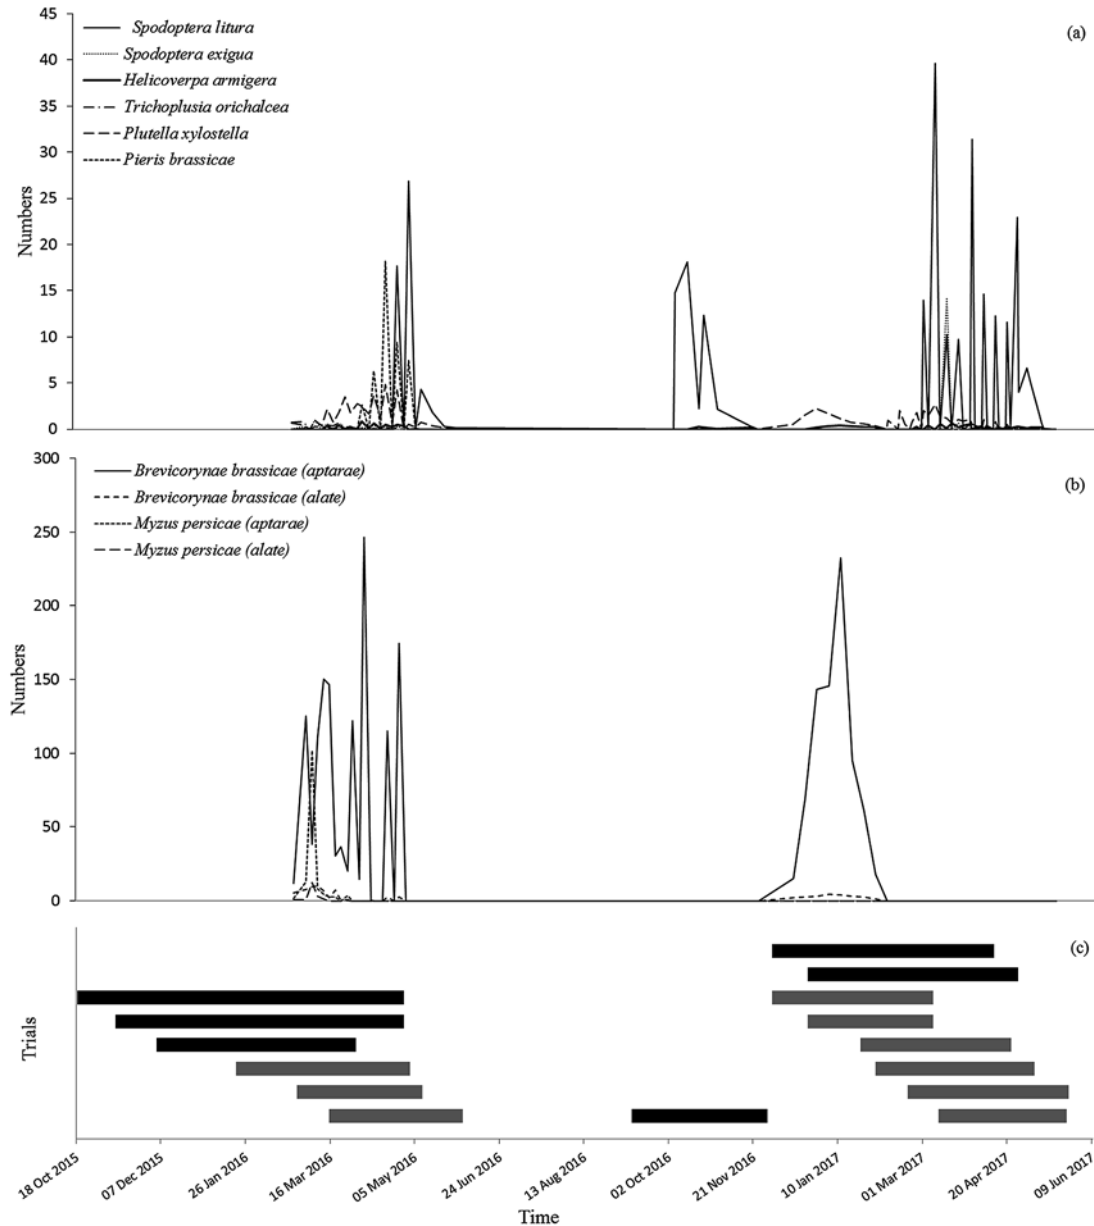 45
40
35
30
25
20
15
10
5
0
Numbers
Spodoptera litura
Spodoptera exigua
Helicoverpa armigera
Trichoplusia orichalcea
Plutella xylostella
Pieris brassicae
(a)
300
250
200
150
100
50
0
Numbers
Brevicorynae brassicae (aptarae)
Brevicorynae brassicae (alate)
Myzus persicae (aptarae)
Myzus persicae (alate)
(b)
Trials
(c)
18 Oct 2015
07 Dec 2015
26 Jan 2016
16 Mar 2016
05 May 2016
24 Jun 2016
13 Aug 2016
02 Oct 2016
21 Nov 2016
10 Jan 2017
01 Mar 2017
20 Apr 2017
09 Jun 2017
Time